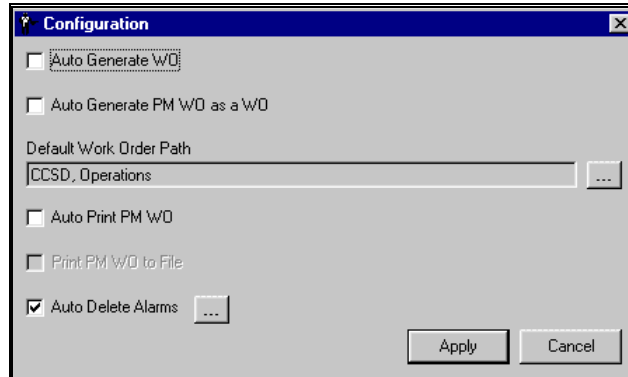 Configuration
Auto Generate WO
Auto Generate PM WO as a WO
Default Work Order Path
CCSD, Operations
...
Auto Print PM WO
Print PM WO to File
Auto Delete Alarms
...
Apply
Cancel